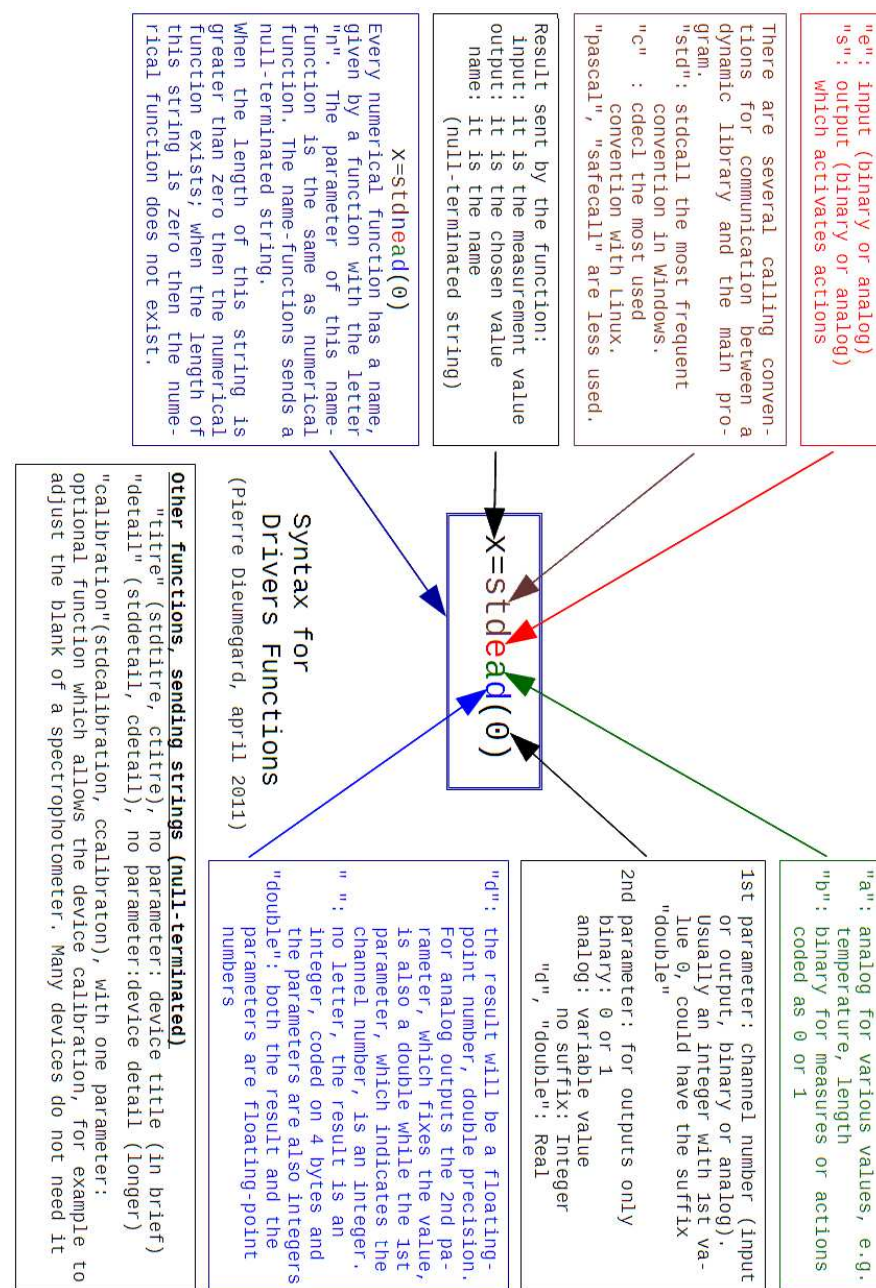 "e": input (binary or analog)
"s": output (binary or analog)
which activates actions
There are several calling conven-
tions for communication between a
dynamic library and the main pro-
gram.
"std": stdcall the most frequent
convention in Windows.
"c" : cdecl the most used
convention with Linux.
"pascal", "safecall" are less used.
Result sent by the function:
input: it is the measurement value
output: it is the chosen value
name: it is the name
(null-terminated string)
x=stdnead(0)
Every numerical function has a name,
given by a function with the letter
"n". The parameter of this name-
function is the same as numerical
function. The name-functions sends a
null-terminated string.
When the length of this string is
greater than zero then the numerical
function exists; when the length of
this string is zero then the nume-
rical function does not exist.
x=stdead(0)
Syntax for
Drivers Functions
(Pierre Dieumegard, april 2011)
"a": analog for various values, e.g.
temperature, length
"b": binary for measures or actions
coded as 0 or 1
1st parameter: channel number (input
or output, binary or analog).
Usually an integer with 1st va-
lue 0, could have the suffix
"double"
2nd parameter: for outputs only
binary: 0 or 1
analog: variable value
no suffix: Integer
"d", "double": Real
"d": the result will be a floating-
point number, double precision.
For analog outputs the 2nd pa-
rameter, which fixes the value,
is also a double while the 1st
parameter, which indicates the
channel number, is an integer.
" ": no letter, the result is an
integer, coded on 4 bytes and
the parameters are also integers
"double": both the result and the
parameters are floating-point
numbers
Other functions, sending strings (null-terminated)
"titre" (stdtitre, ctitre), no parameter: device title (in brief)
"detail" (stddetail, cdetail), no parameter:device detail (longer)
"calibration"(stdcalibration, ccalibraton), with one parameter:
optional function which allows the device calibration, for example to
adjust the blank of a spectrophotometer. Many devices do not need it